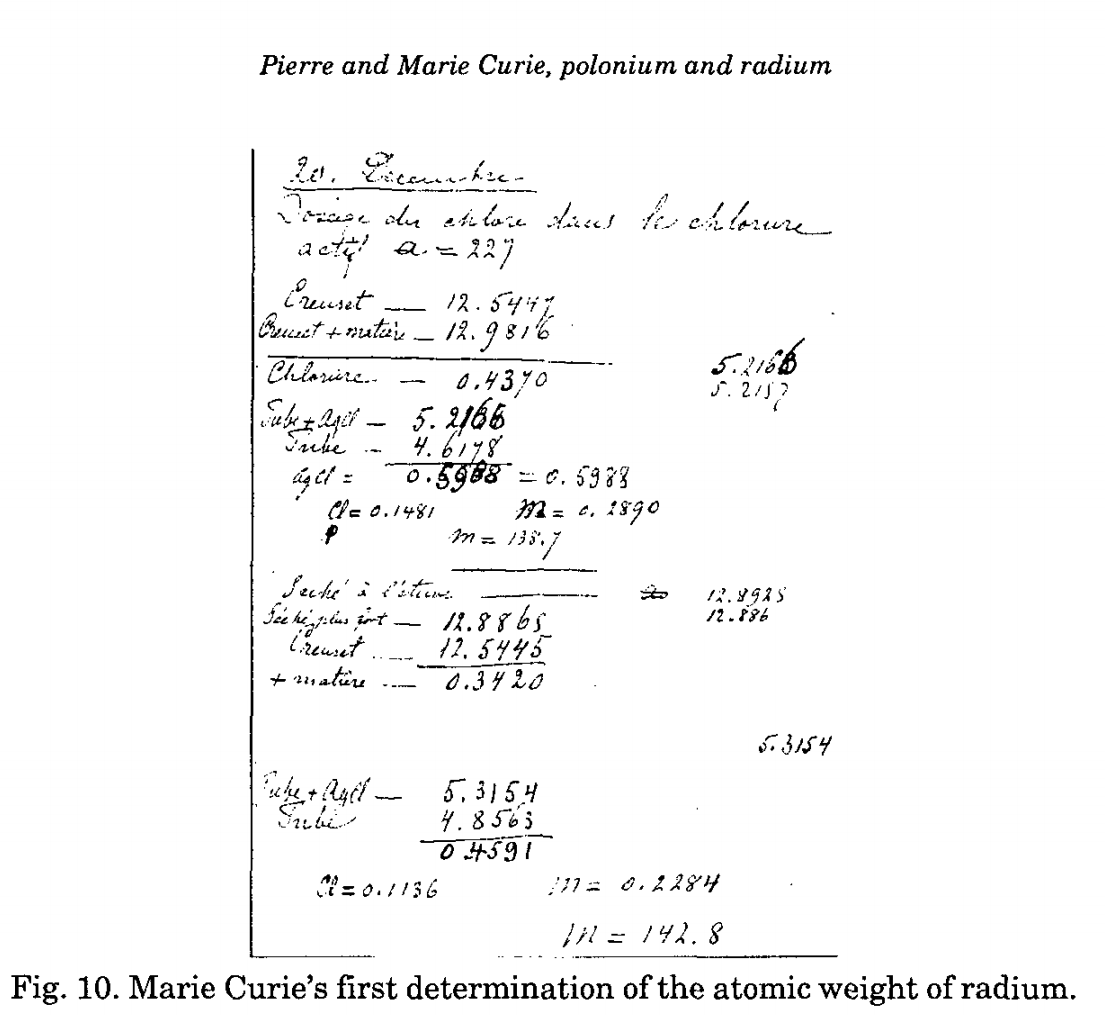 Pierre and Marie Curie, polonium and radium
20. Décembre
Dosage du chlore dans le chlorure
actif a = 227
Creuset — 12.5447
Creuset + matière — 12.9816
Chlorure — 0.4370
5.2166
5.2157
Tube + AgCl — 5.2166
Tube — 4.6178
AgCl = 0.5988 = 0.5988
Cl = 0.1481 M = 0.2890
m = 138.7
Séché à l'étuve — 12.8925
12.886
Séché plus fort — 12.8865
Creuset — 12.5445
+ matière — 0.3420
5.3154
Tube + AgCl — 5.3154
Tube 4.8563
0.4591
Cl = 0.1136 m = 0.2284
m = 142.8
Fig. 10. Marie Curie's first determination of the atomic weight of radium.